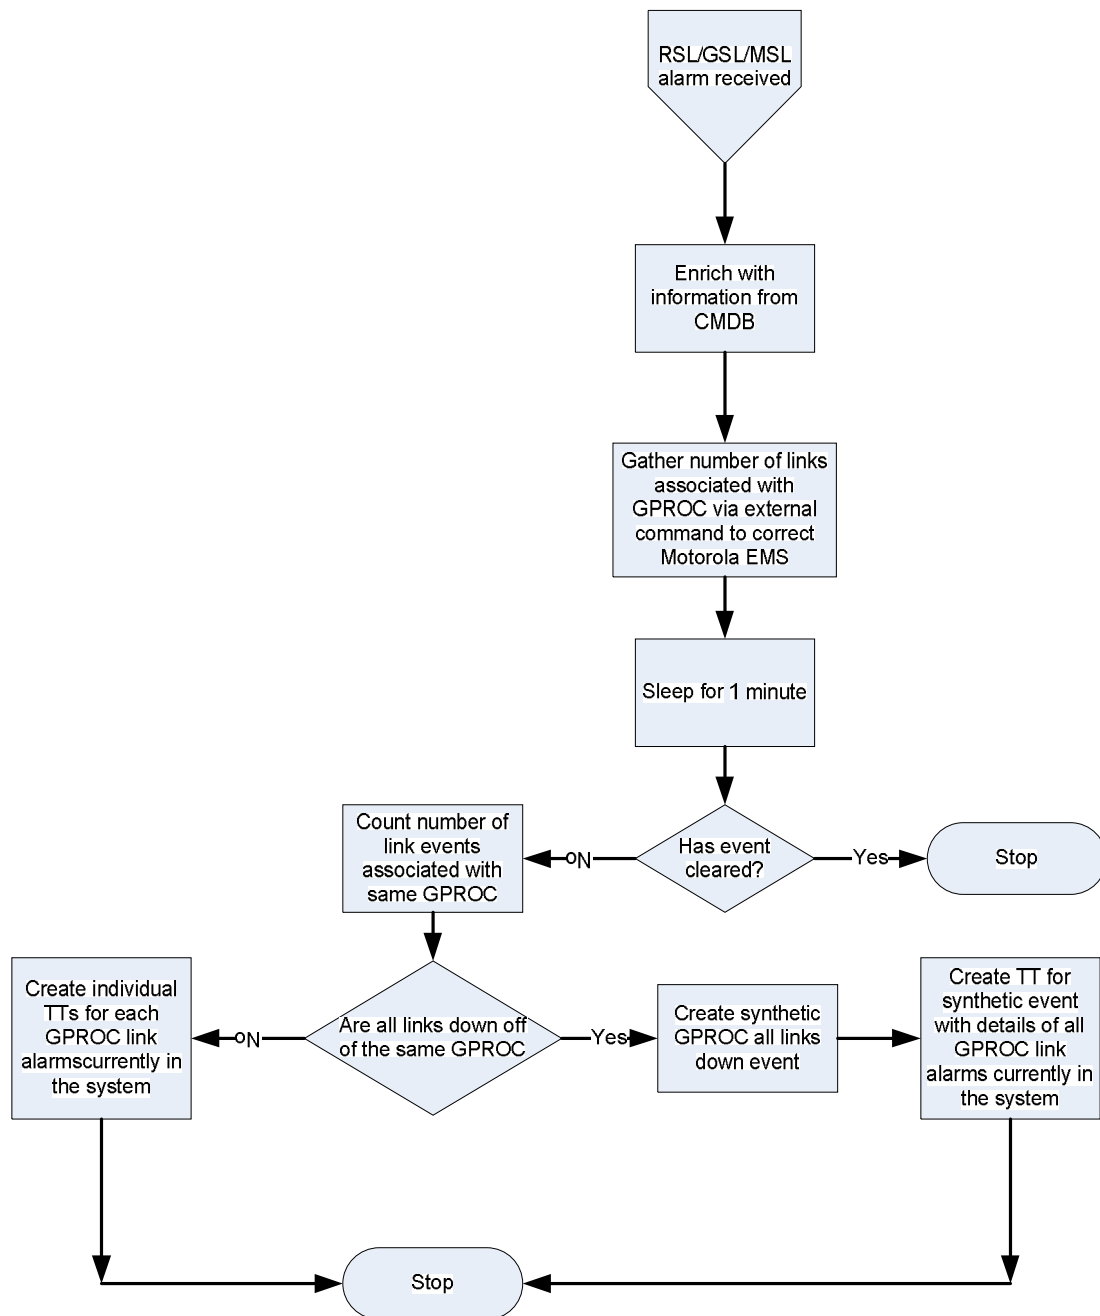 RSL/GSL/MSL
alarm received
Enrich with
information from
CMDB
Gather number of links
associated with
GPROC via external
command to correct
Motorola EMS
Sleep for 1 minute
Has event
cleared?
Yes
Stop
No
Count number of
link events
associated with
same GPROC
Are all links down off
of the same GPROC
No
Create individual
TTs for each
GPROC link
alarmscurrently in
the system
Yes
Create synthetic
GPROC all links
down event
Create TT for
synthetic event
with details of all
GPROC link
alarms currently in
the system
Stop